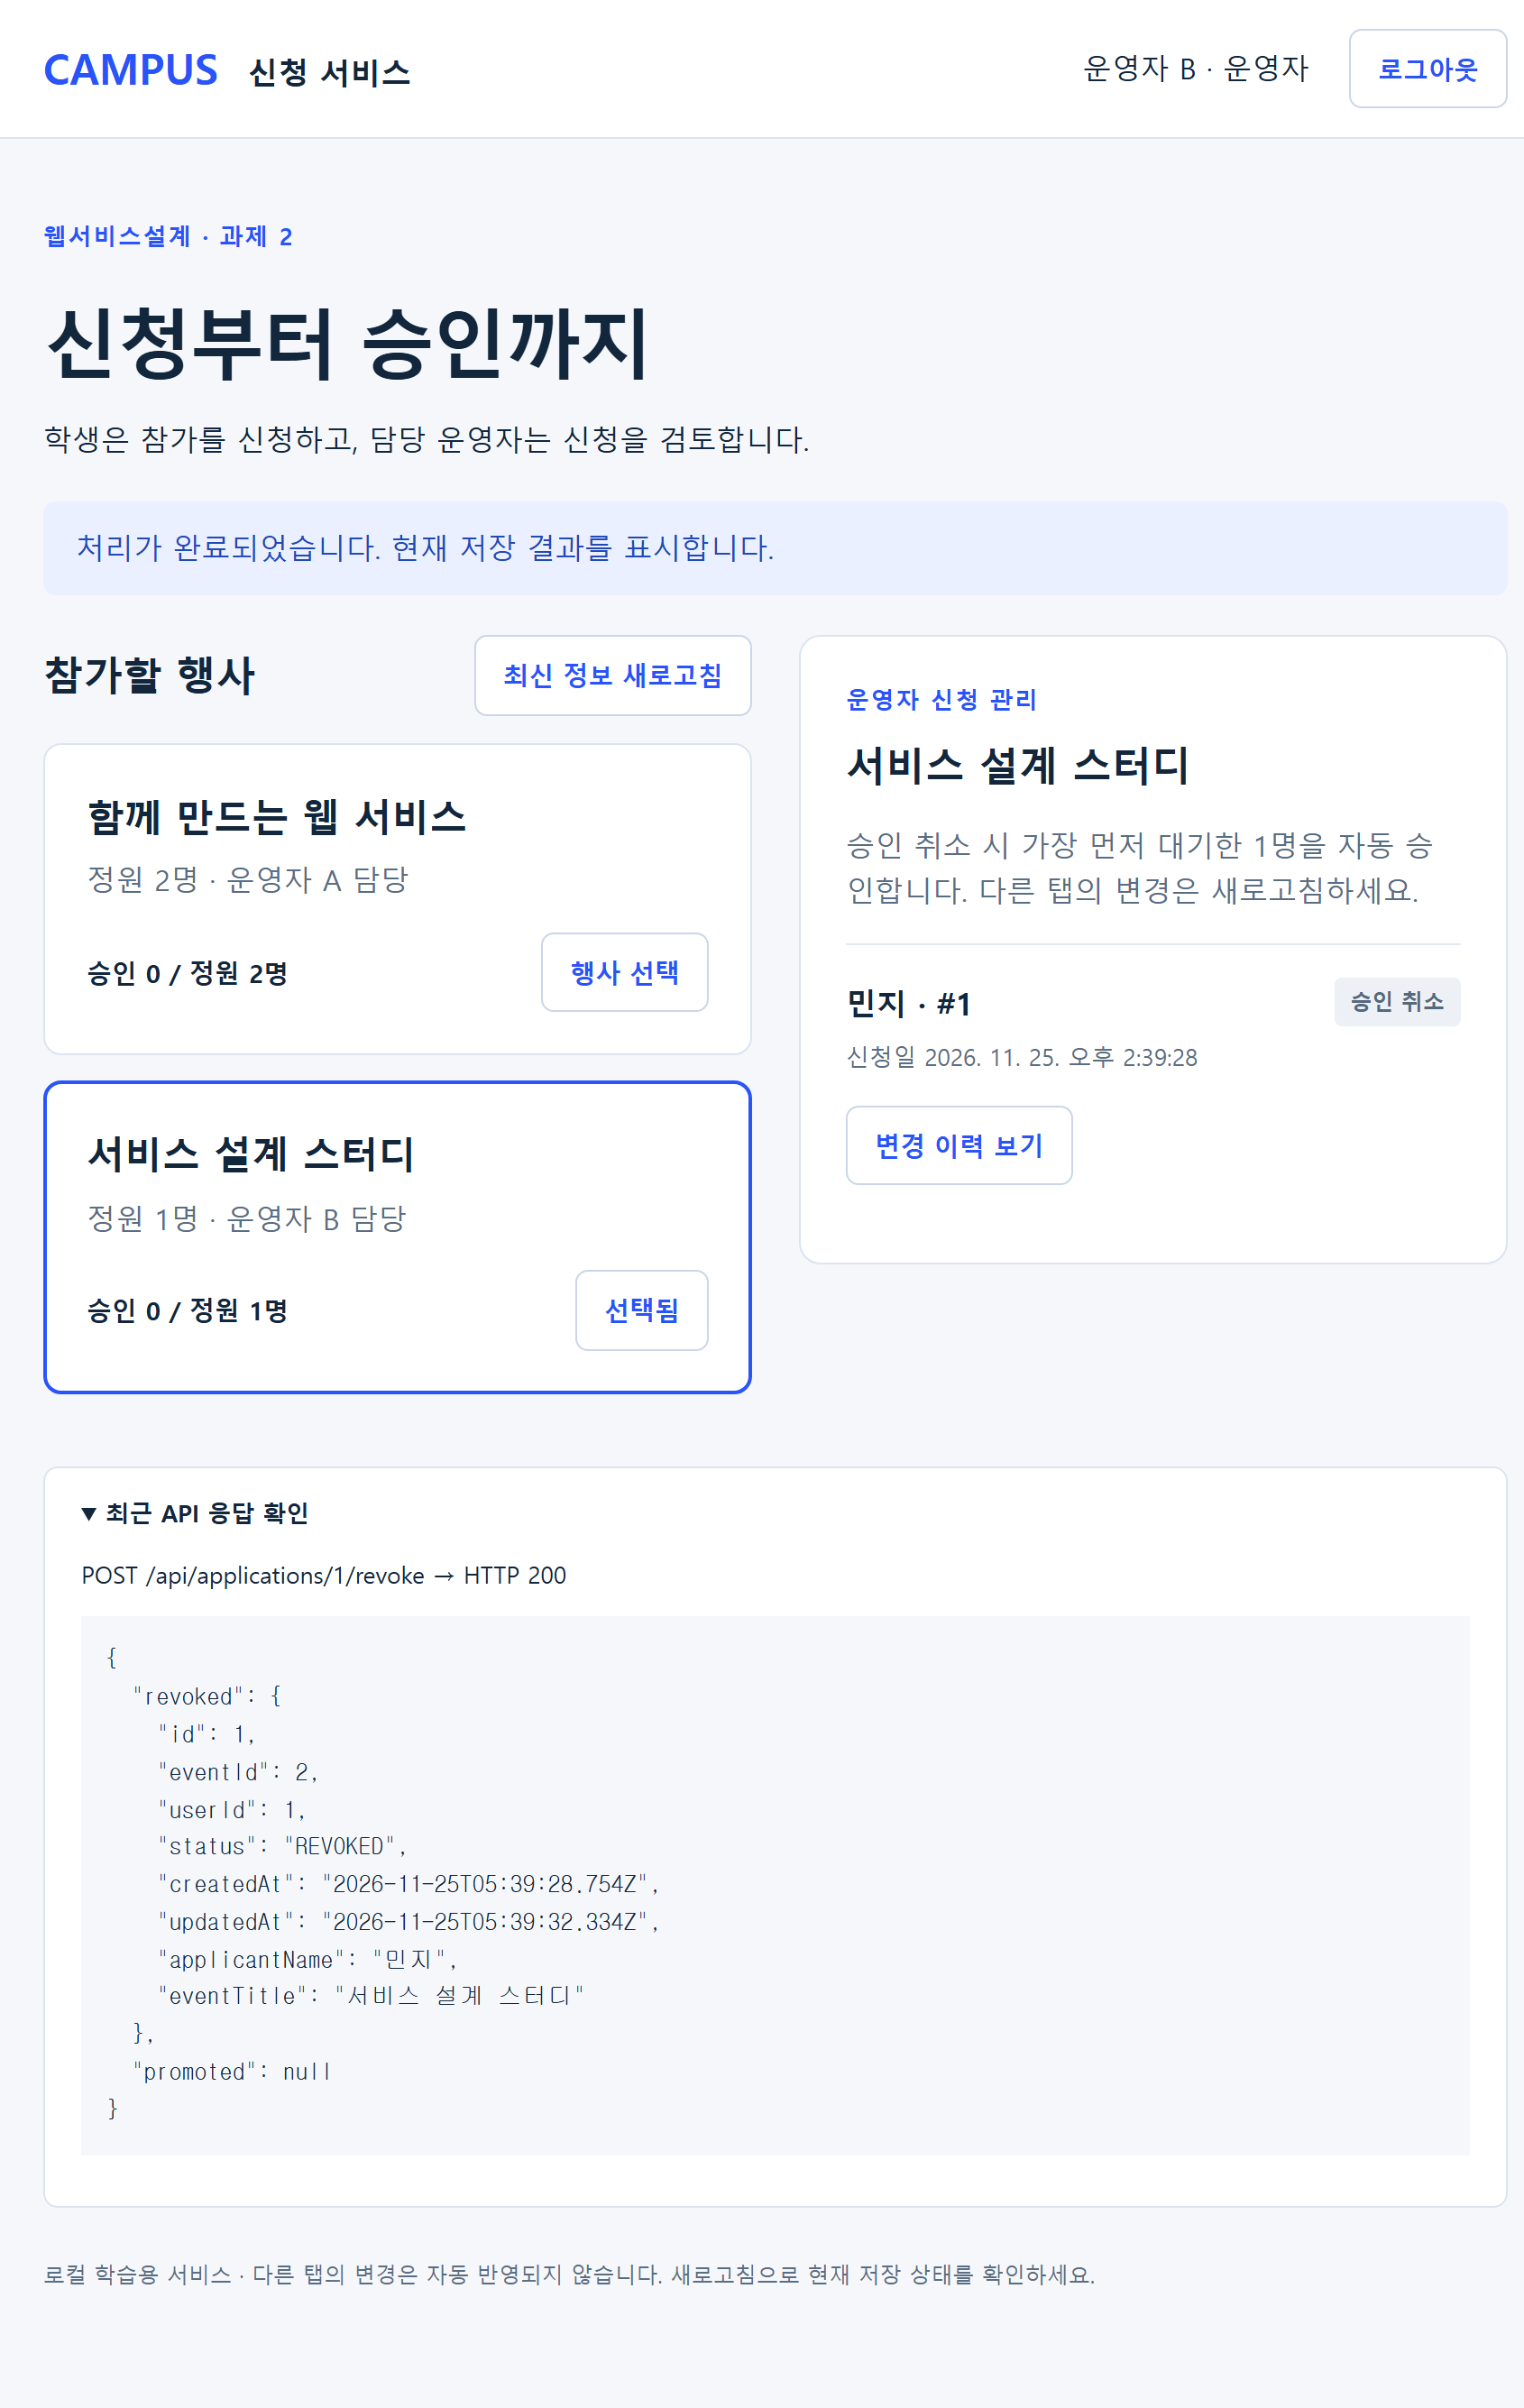 CAMPUS 신청 서비스
운영자 B · 운영자
로그아웃
웹서비스설계 · 과제 2
신청부터 승인까지
학생은 참가를 신청하고, 담당 운영자는 신청을 검토합니다.
처리가 완료되었습니다. 현재 저장 결과를 표시합니다.
참가할 행사
최신 정보 새로고침
함께 만드는 웹 서비스
정원 2명 · 운영자 A 담당
승인 0 / 정원 2명
행사 선택
서비스 설계 스터디
정원 1명 · 운영자 B 담당
승인 0 / 정원 1명
선택됨
운영자 신청 관리
서비스 설계 스터디
승인 취소 시 가장 먼저 대기한 1명을 자동 승
인합니다. 다른 탭의 변경은 새로고침하세요.
민지 · #1
승인 취소
신청일 2026. 11. 25. 오후 2:39:28
변경 이력 보기
▼ 최근 API 응답 확인
POST /api/applications/1/revoke → HTTP 200
{
  "revoked": {
    "id": 1,
    "eventId": 2,
    "userId": 1,
    "status": "REVOKED",
    "createdAt": "2026-11-25T05:39:28.754Z",
    "updatedAt": "2026-11-25T05:39:32.334Z",
    "applicantName": "민지",
    "eventTitle": "서비스 설계 스터디"
  },
  "promoted": null
}
로컬 학습용 서비스 · 다른 탭의 변경은 자동 반영되지 않습니다. 새로고침으로 현재 저장 상태를 확인하세요.